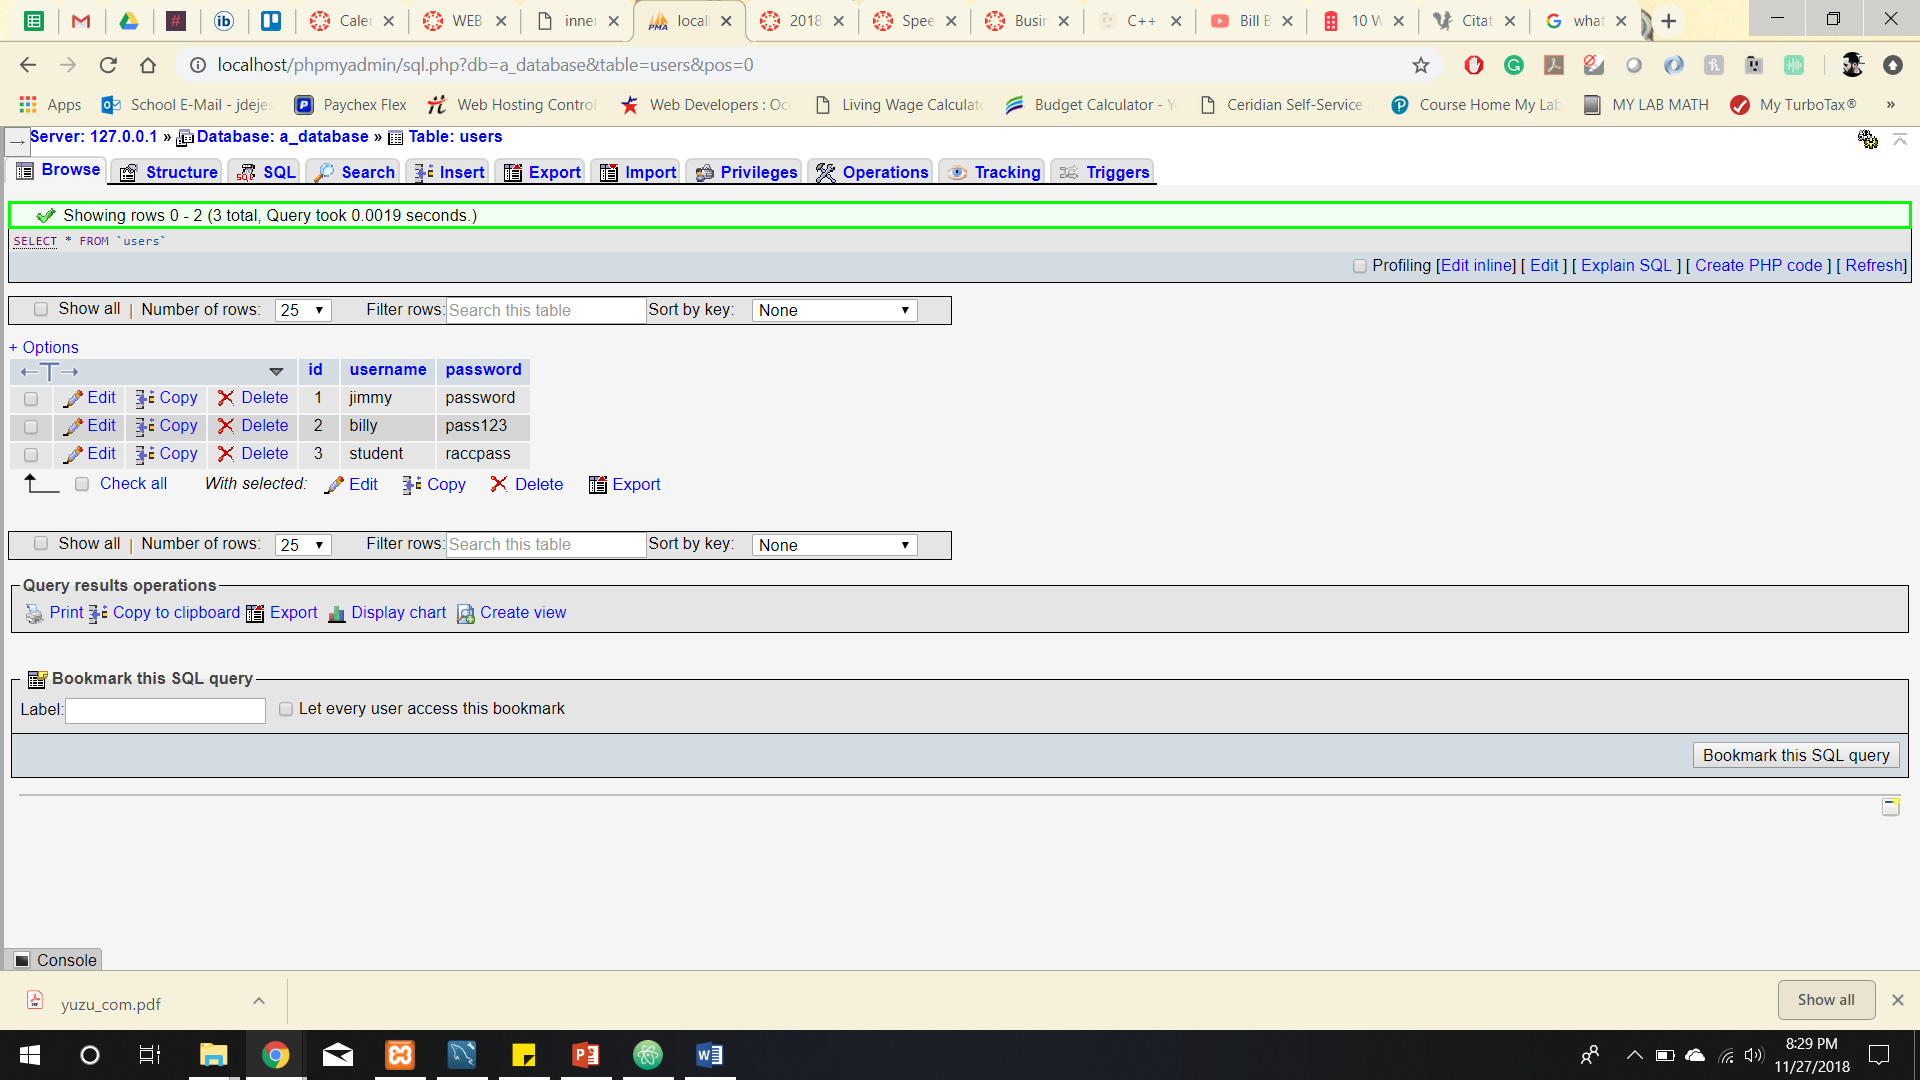 Caler
WEB
inner
locall
2018
Spee
Busin
C++
Bill B
10 W
Citat
what
localhost/phpmyadmin/sql.php?db=a_database&table=users&pos=0
Apps
School E-Mail - jdejes
Paychex Flex
Web Hosting Control
Web Developers : Occ
Living Wage Calculato
Budget Calculator - Y
Ceridian Self-Service
Course Home My Lab
MY LAB MATH
My TurboTax®
»
Server: 127.0.0.1 » Database: a_database » Table: users
Browse Structure SQL Search Insert Export Import Privileges Operations Tracking Triggers
Showing rows 0 - 2 (3 total, Query took 0.0019 seconds.)
SELECT * FROM `users`
Profiling [Edit inline] [ Edit ] [ Explain SQL ] [ Create PHP code ] [ Refresh]
Show all | Number of rows: 25 Filter rows: Search this table Sort by key: None
+ Options
id username password
Edit Copy Delete 1 jimmy password
Edit Copy Delete 2 billy pass123
Edit Copy Delete 3 student raccpass
Check all With selected: Edit Copy Delete Export
Show all | Number of rows: 25 Filter rows: Search this table Sort by key: None
Query results operations
Print Copy to clipboard Export Display chart Create view
Bookmark this SQL query
Label: Let every user access this bookmark
Bookmark this SQL query
Console
yuzu_com.pdf
Show all
8:29 PM
11/27/2018